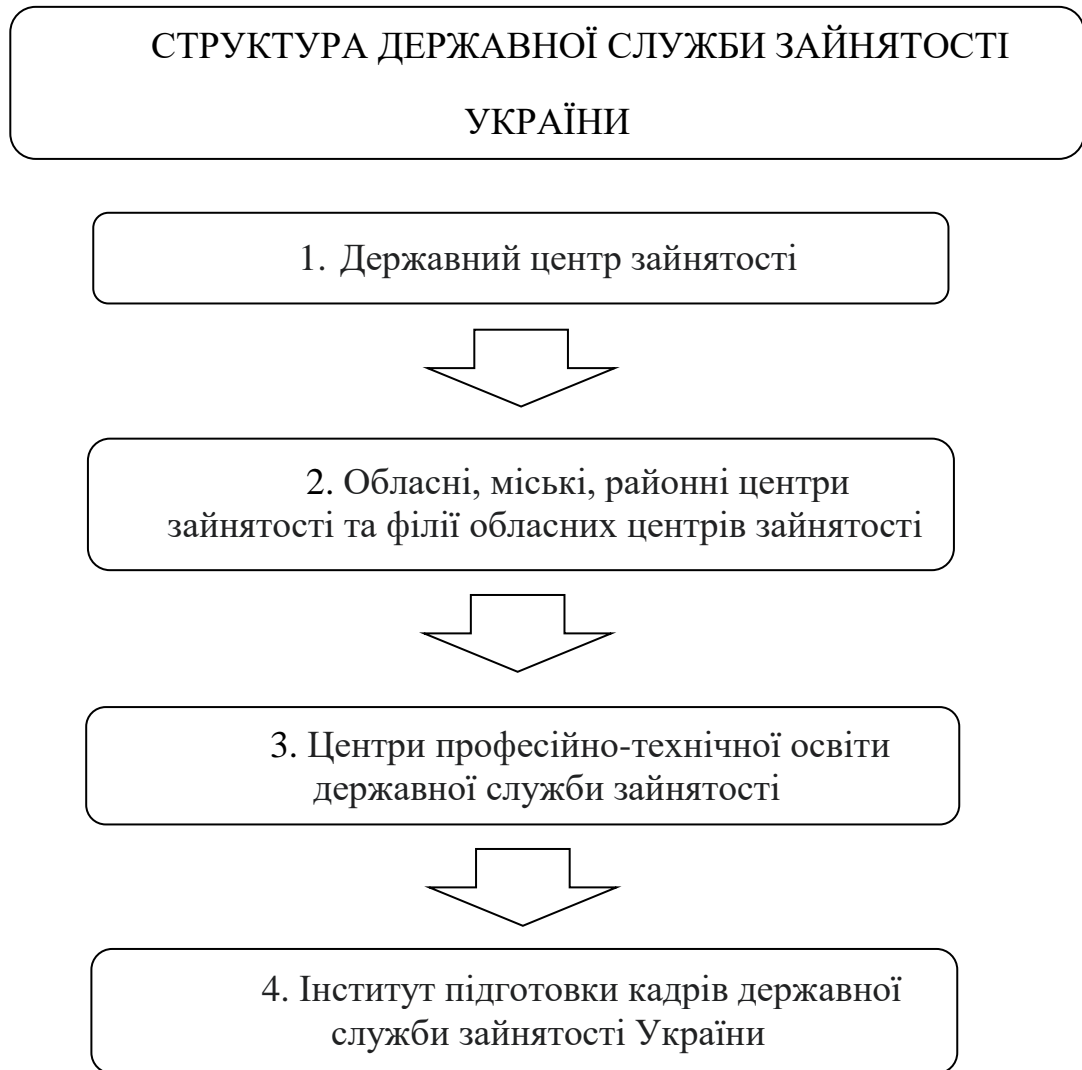 СТРУКТУРА ДЕРЖАВНОЇ СЛУЖБИ ЗАЙНЯТОСТІ
УКРАЇНИ
1. Державний центр зайнятості
2. Обласні, міські, районні центри
зайнятості та філії обласних центрів зайнятості
3. Центри професійно-технічної освіти
державної служби зайнятості
4. Інститут підготовки кадрів державної
служби зайнятості України